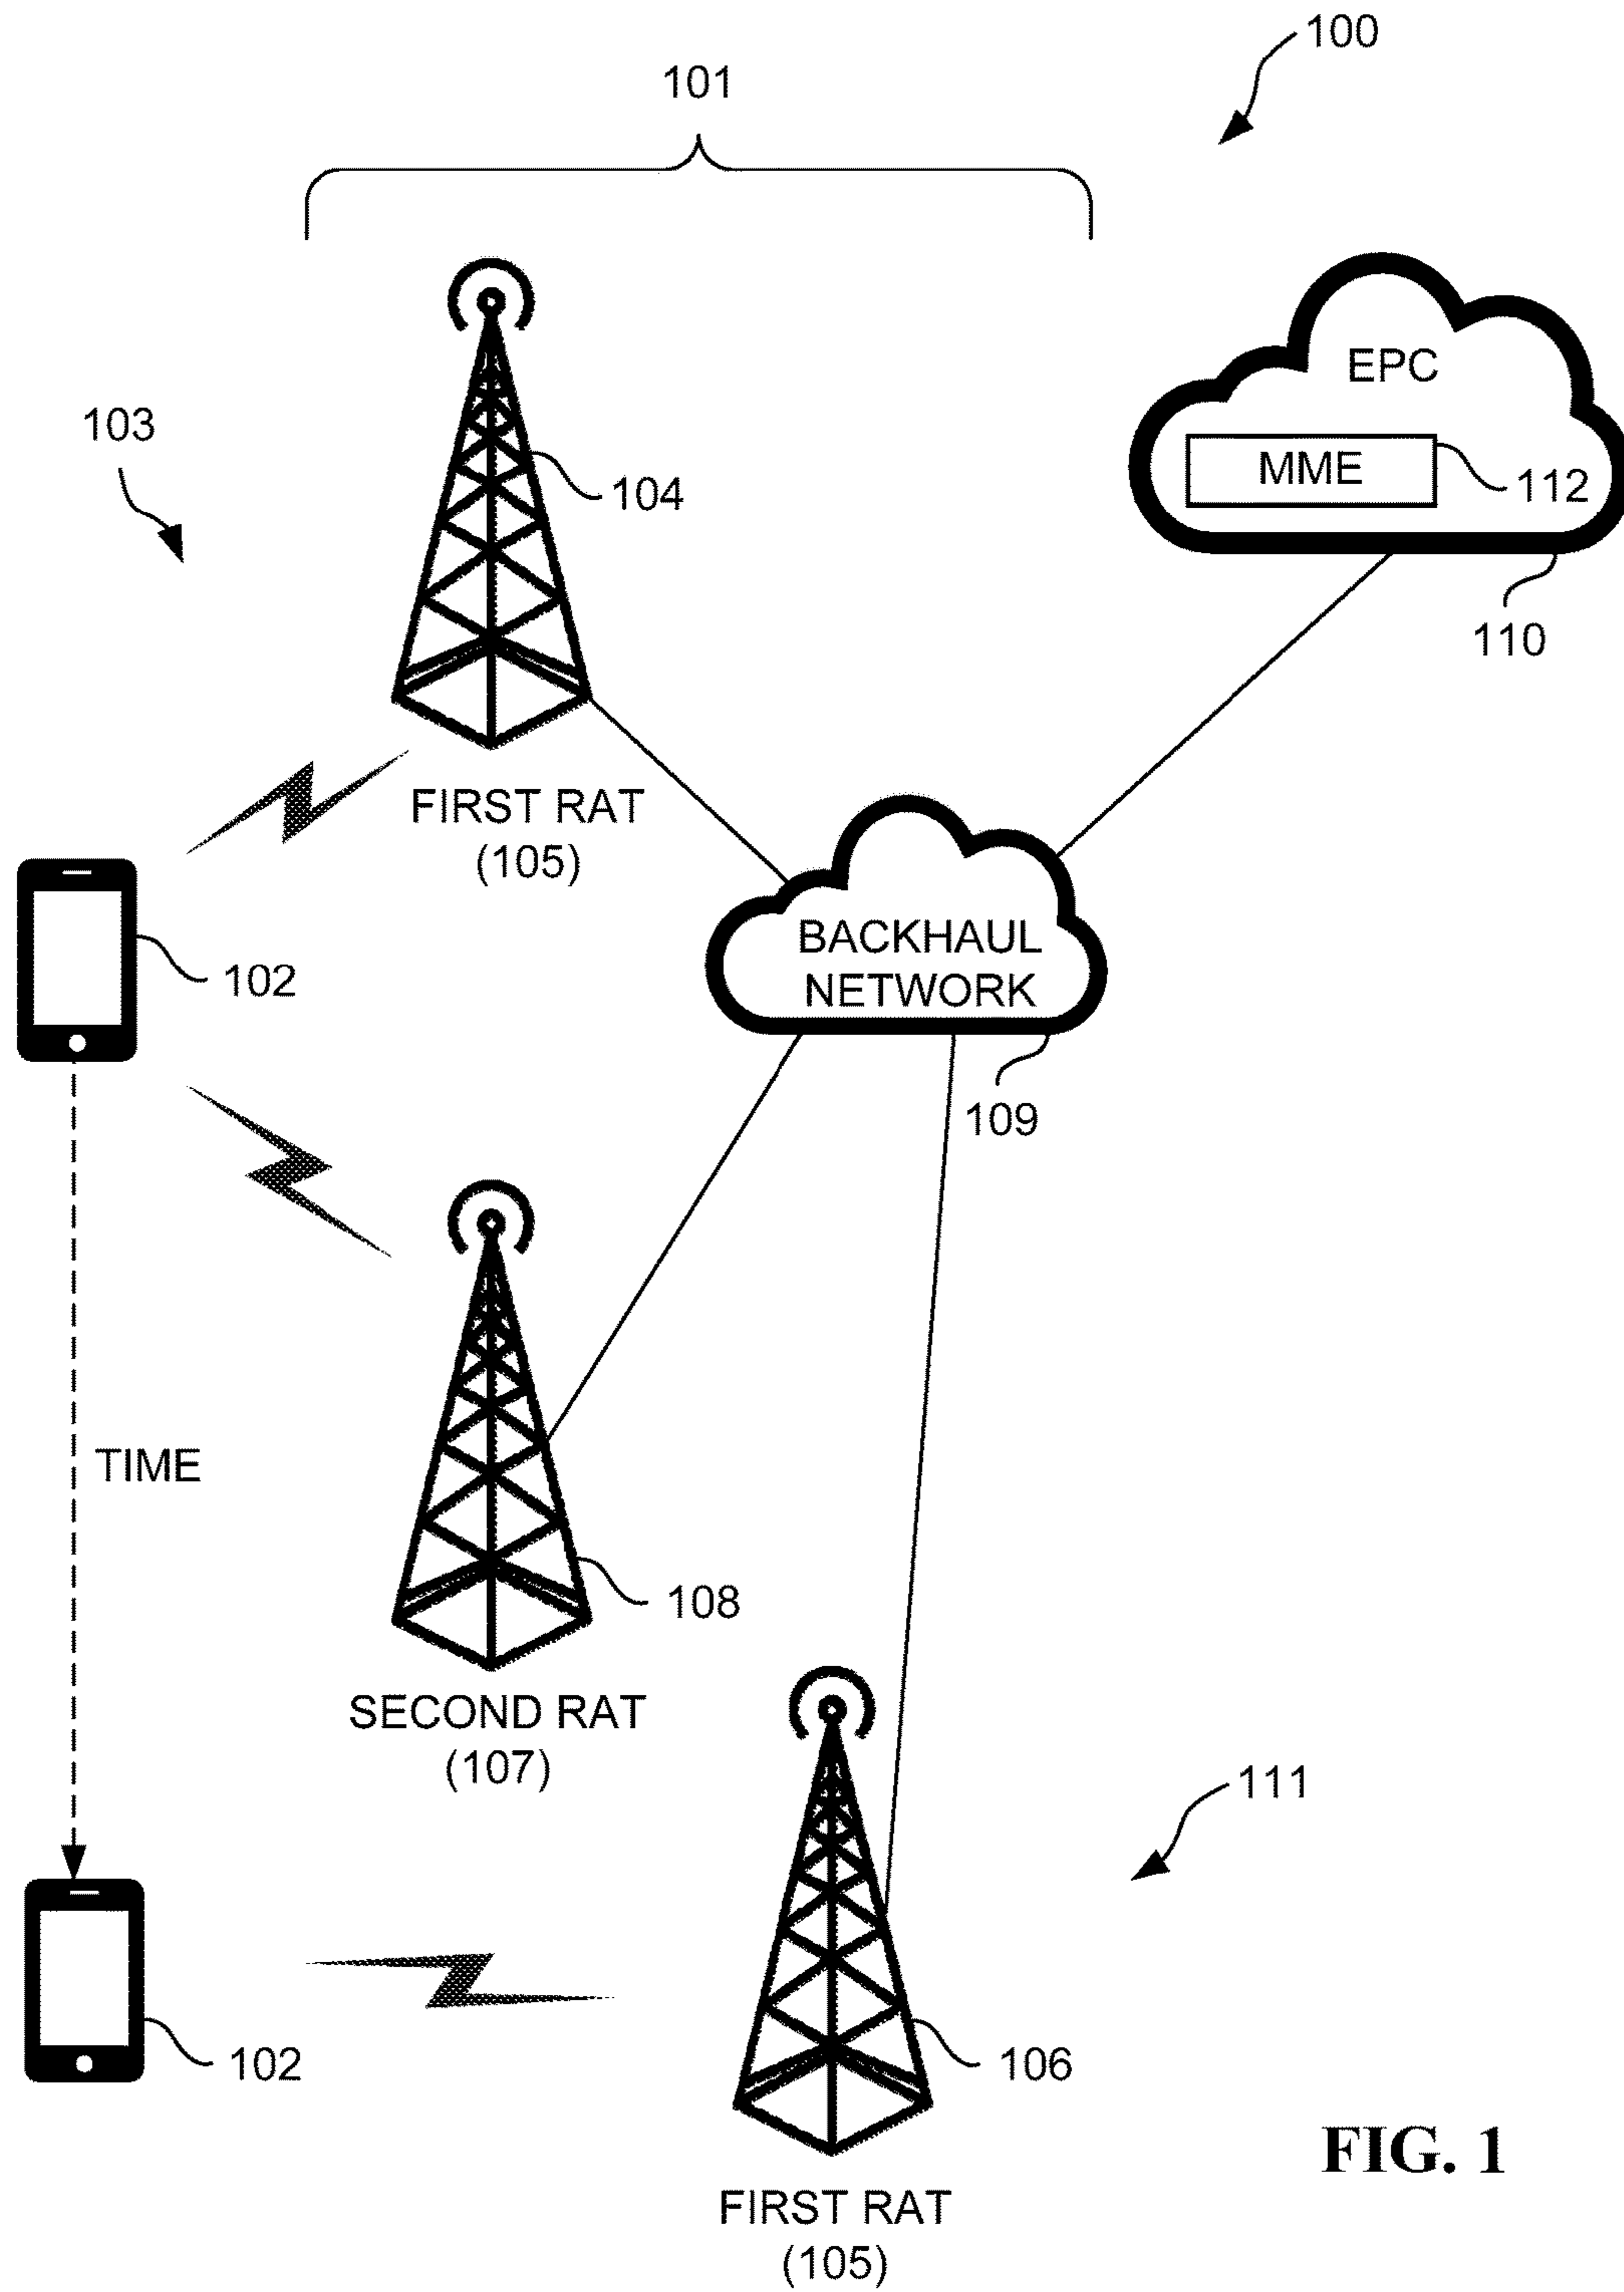 100
101
103
104
EPC
MME
112
110
FIRST RAT
(105)
102
BACKHAUL
NETWORK
109
TIME
108
SECOND RAT
(107)
111
102
106
FIRST RAT
(105)
FIG. 1